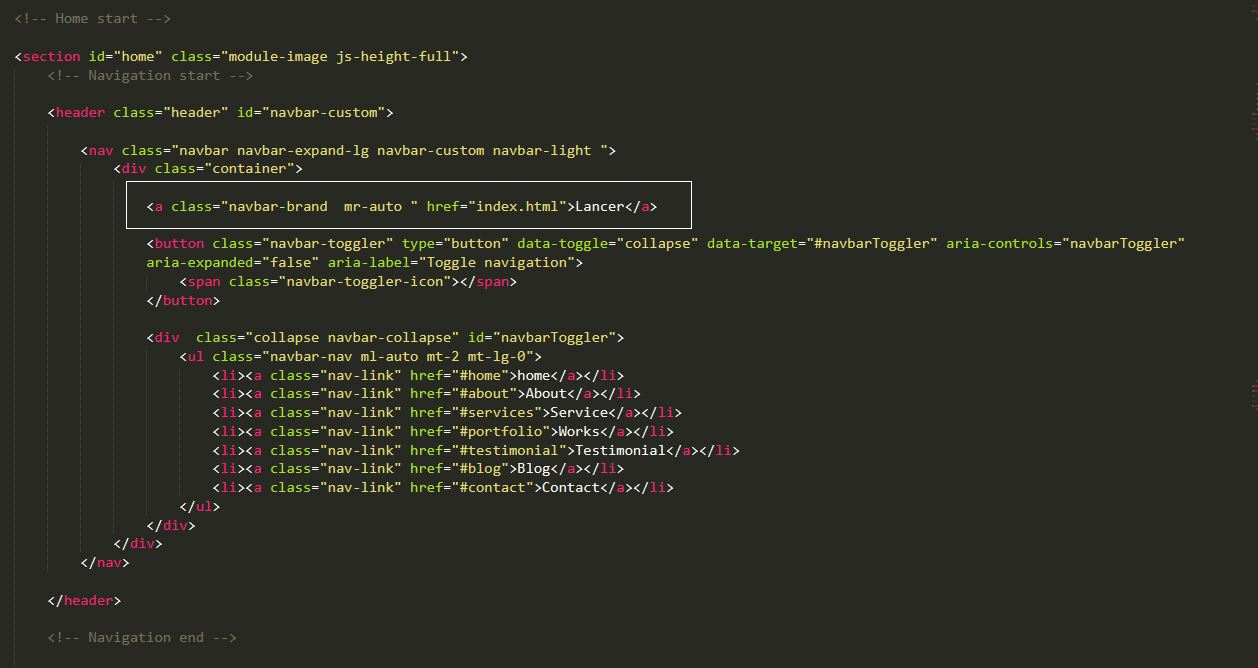 <!-- Home start -->
<section id="home" class="module-image js-height-full">
<!-- Navigation start -->
<header class="header" id="navbar-custom">
<nav class="navbar navbar-expand-lg navbar-custom navbar-light ">
<div class="container">
<a class="navbar-brand  mr-auto " href="index.html">Lancer</a>
<button class="navbar-toggler" type="button" data-toggle="collapse" data-target="#navbarToggler" aria-controls="navbarToggler"
aria-expanded="false" aria-label="Toggle navigation">
<span class="navbar-toggler-icon"></span>
</button>
<div  class="collapse navbar-collapse" id="navbarToggler">
<ul class="navbar-nav ml-auto mt-2 mt-lg-0">
<li><a class="nav-link" href="#home">home</a></li>
<li><a class="nav-link" href="#about">About</a></li>
<li><a class="nav-link" href="#services">Service</a></li>
<li><a class="nav-link" href="#portfolio">Works</a></li>
<li><a class="nav-link" href="#testimonial">Testimonial</a></li>
<li><a class="nav-link" href="#blog">Blog</a></li>
<li><a class="nav-link" href="#contact">Contact</a></li>
</ul>
</div>
</div>
</nav>
</header>
<!-- Navigation end -->